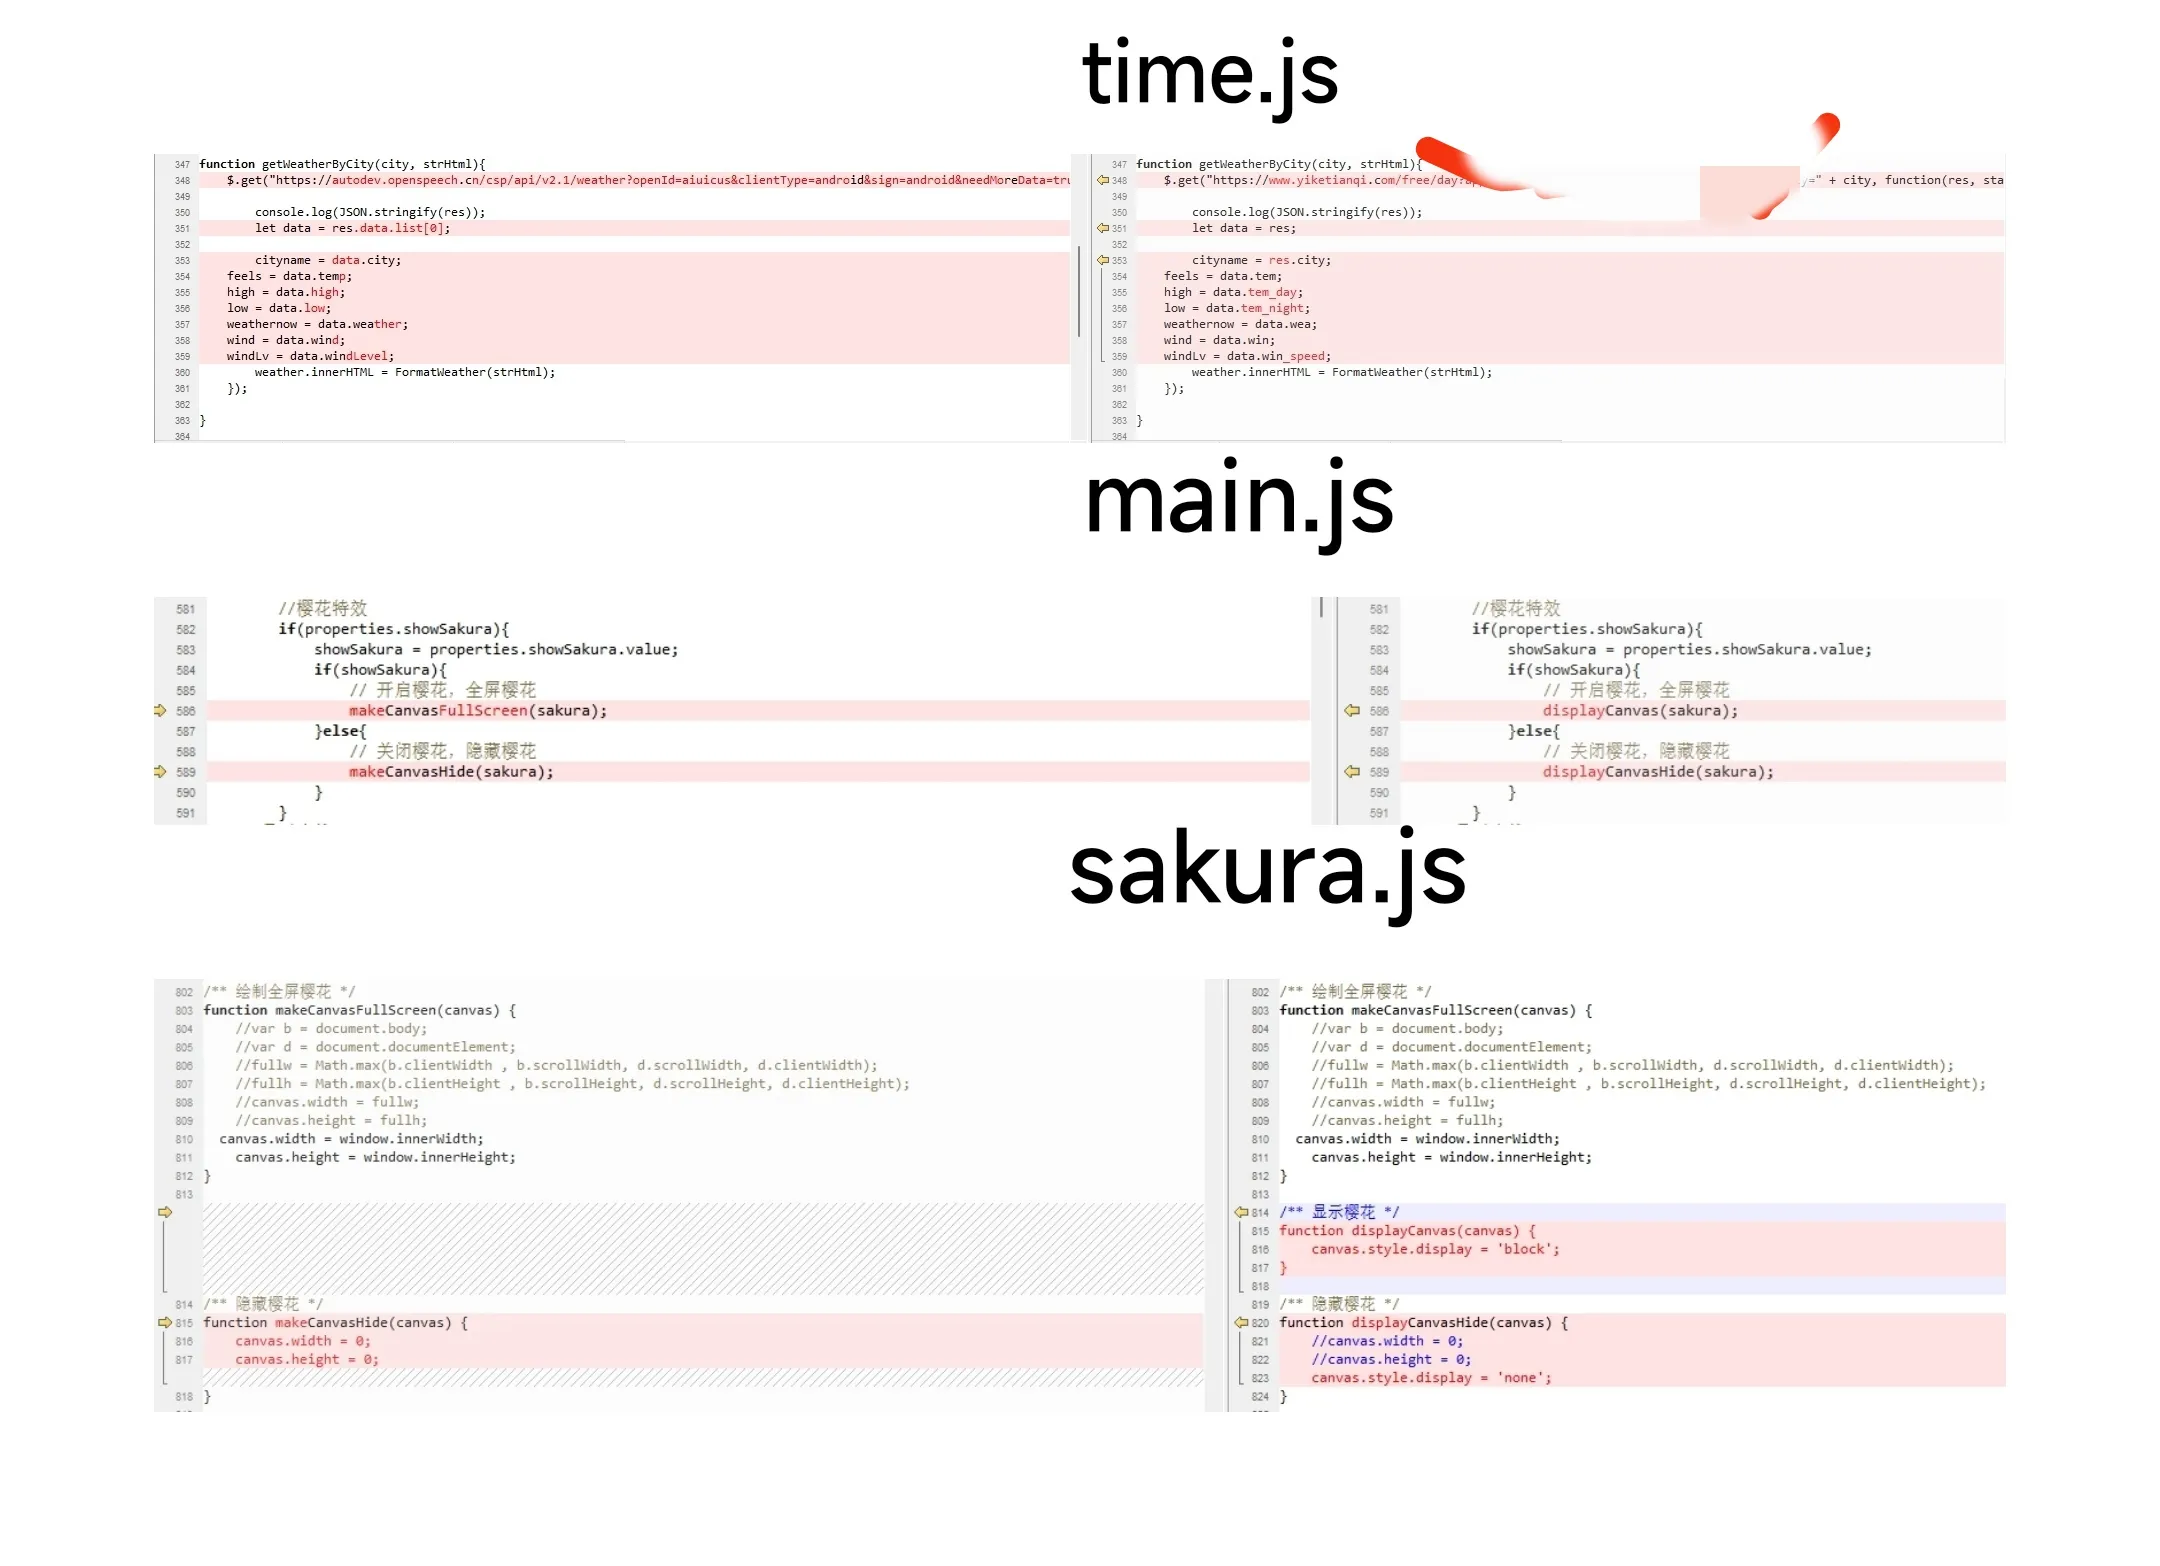 time.js
347 function getWeatherByCity(city, strHtml){
348 $.get("https://autodev.openspeech.cn/csp/api/v2.1/weather?openId=aiuicus&clientType=android&sign=android&needMoreData=tru
349
350 console.log(JSON.stringify(res));
351 let data = res.data.list[0];
352
353 cityname = data.city;
354 feels = data.temp;
355 high = data.high;
356 low = data.low;
357 weathernow = data.weather;
358 wind = data.wind;
359 windLv = data.windLevel;
360 weather.innerHTML = FormatWeather(strHtml);
361 });
362
363 }
364
347 function getWeatherByCity(city, strHtml){
348 $.get("https://www.yiketianqi.com/free/day? =" + city, function(res, sta
349
350 console.log(JSON.stringify(res));
351 let data = res;
352
353 cityname = res.city;
354 feels = data.tem;
355 high = data.tem_day;
356 low = data.tem_night;
357 weathernow = data.wea;
358 wind = data.win;
359 windLv = data.win_speed;
360 weather.innerHTML = FormatWeather(strHtml);
361 });
362
363 }
364
main.js
581 //樱花特效
582 if(properties.showSakura){
583 showSakura = properties.showSakura.value;
584 if(showSakura){
585 // 开启樱花，全屏樱花
586 makeCanvasFullScreen(sakura);
587 }else{
588 // 关闭樱花，隐藏樱花
589 makeCanvasHide(sakura);
590 }
591 }
581 //樱花特效
582 if(properties.showSakura){
583 showSakura = properties.showSakura.value;
584 if(showSakura){
585 // 开启樱花，全屏樱花
586 displayCanvas(sakura);
587 }else{
588 // 关闭樱花，隐藏樱花
589 displayCanvasHide(sakura);
590 }
591 }
sakura.js
802 /** 绘制全屏樱花 */
803 function makeCanvasFullScreen(canvas) {
804 //var b = document.body;
805 //var d = document.documentElement;
806 //fullw = Math.max(b.clientWidth , b.scrollWidth, d.scrollWidth, d.clientWidth);
807 //fullh = Math.max(b.clientHeight , b.scrollHeight, d.scrollHeight, d.clientHeight);
808 //canvas.width = fullw;
809 //canvas.height = fullh;
810 canvas.width = window.innerWidth;
811 canvas.height = window.innerHeight;
812 }
813
814 /** 隐藏樱花 */
815 function makeCanvasHide(canvas) {
816 canvas.width = 0;
817 canvas.height = 0;
818 }
802 /** 绘制全屏樱花 */
803 function makeCanvasFullScreen(canvas) {
804 //var b = document.body;
805 //var d = document.documentElement;
806 //fullw = Math.max(b.clientWidth , b.scrollWidth, d.scrollWidth, d.clientWidth);
807 //fullh = Math.max(b.clientHeight , b.scrollHeight, d.scrollHeight, d.clientHeight);
808 //canvas.width = fullw;
809 //canvas.height = fullh;
810 canvas.width = window.innerWidth;
811 canvas.height = window.innerHeight;
812 }
813
814 /** 显示樱花 */
815 function displayCanvas(canvas) {
816 canvas.style.display = 'block';
817 }
818
819 /** 隐藏樱花 */
820 function displayCanvasHide(canvas) {
821 //canvas.width = 0;
822 //canvas.height = 0;
823 canvas.style.display = 'none';
824 }